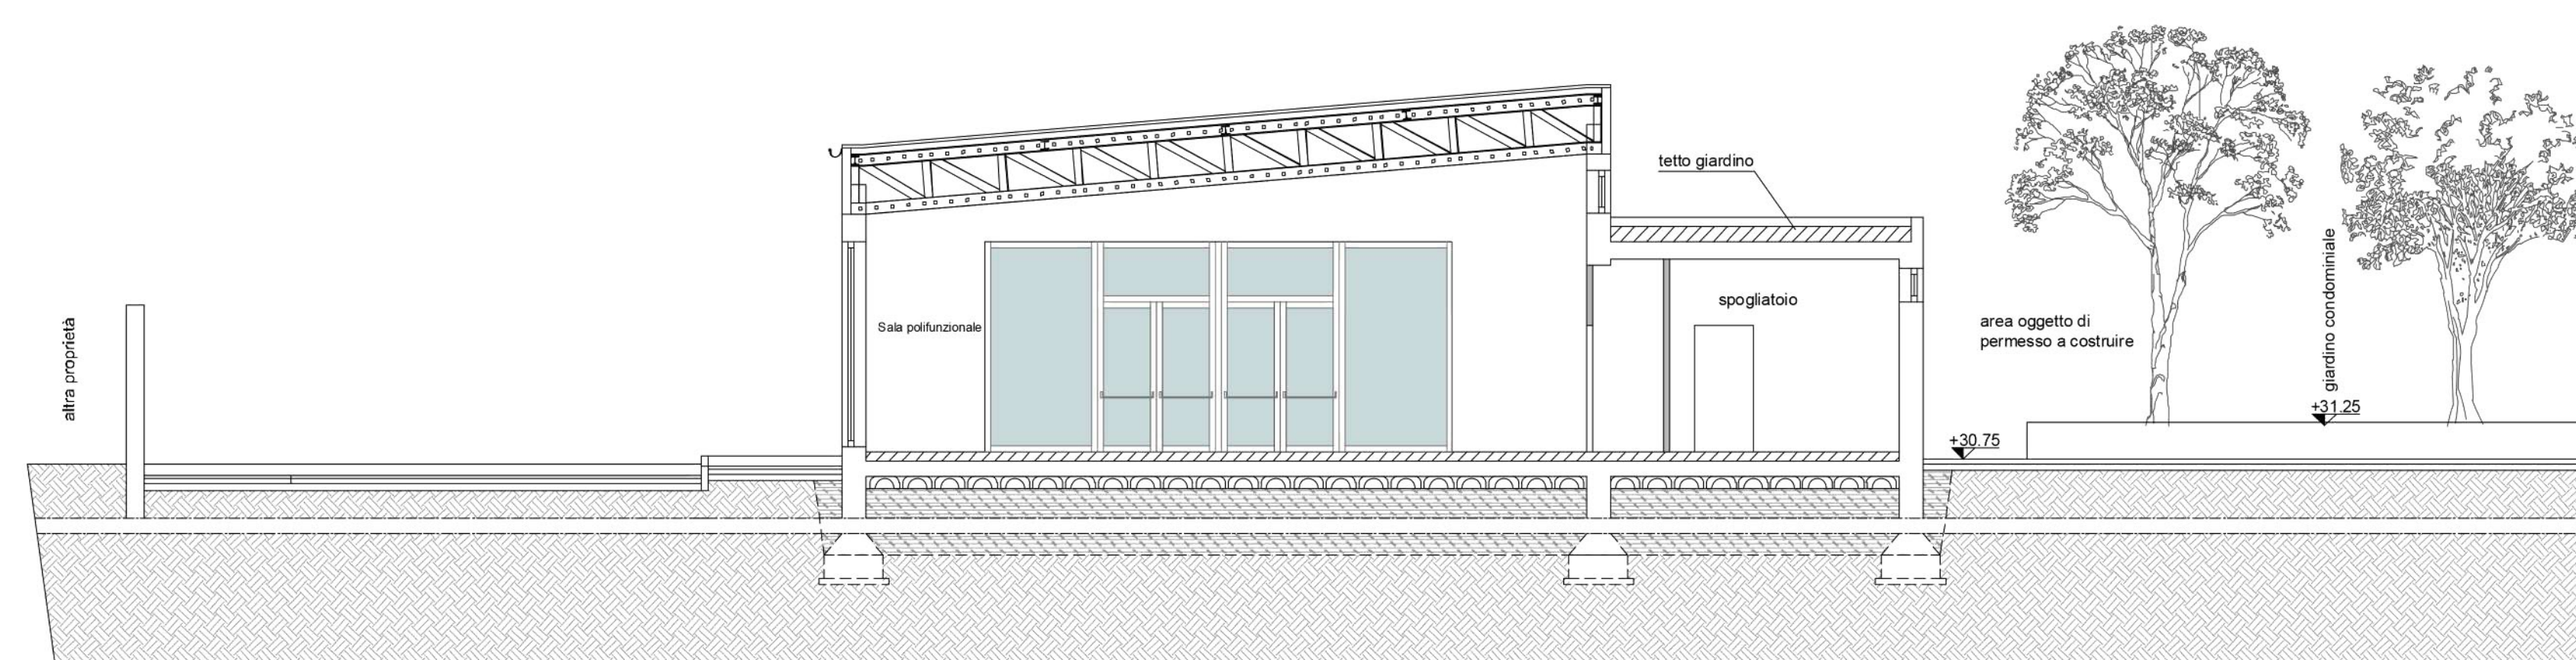 altra proprietà
Sala polifunzionale
tetto giardino
spogliatoio
area oggetto di
permesso a costruire
+30.75
giardino condominiale
+31.25